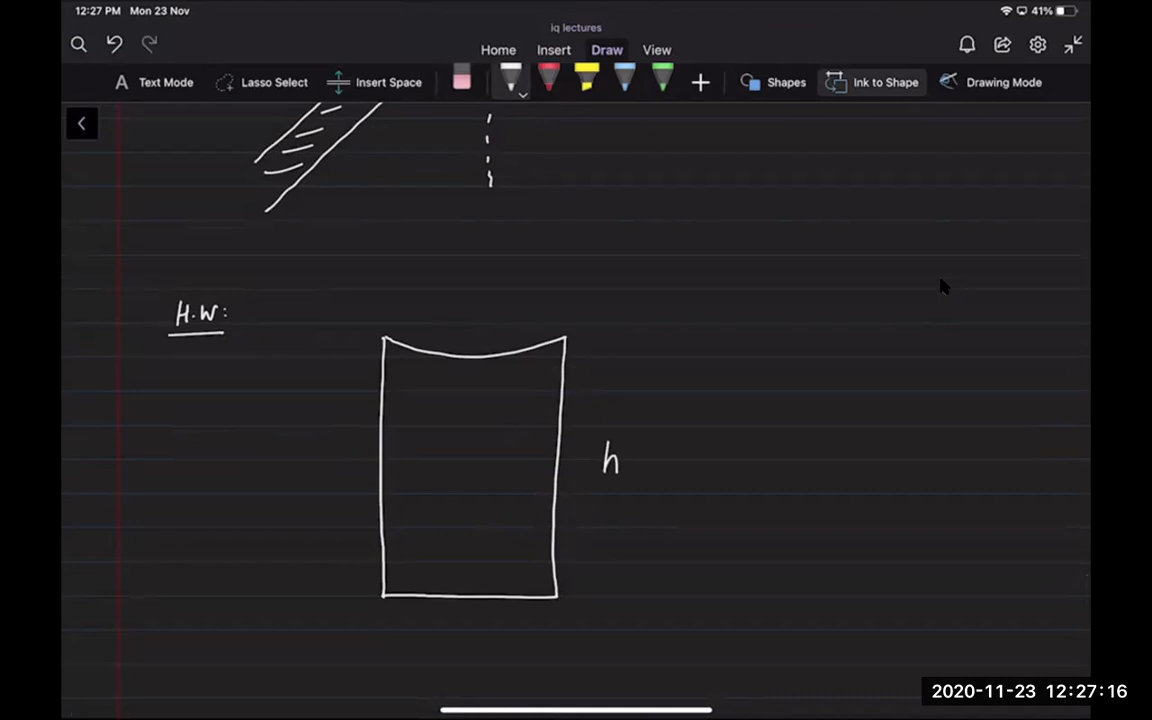 12:27 PM Mon 23 Nov
41%
iq lectures
Home Insert Draw View
Text Mode Lasso Select Insert Space Shapes Ink to Shape Drawing Mode
H.W:
h
2020-11-23 12:27:16